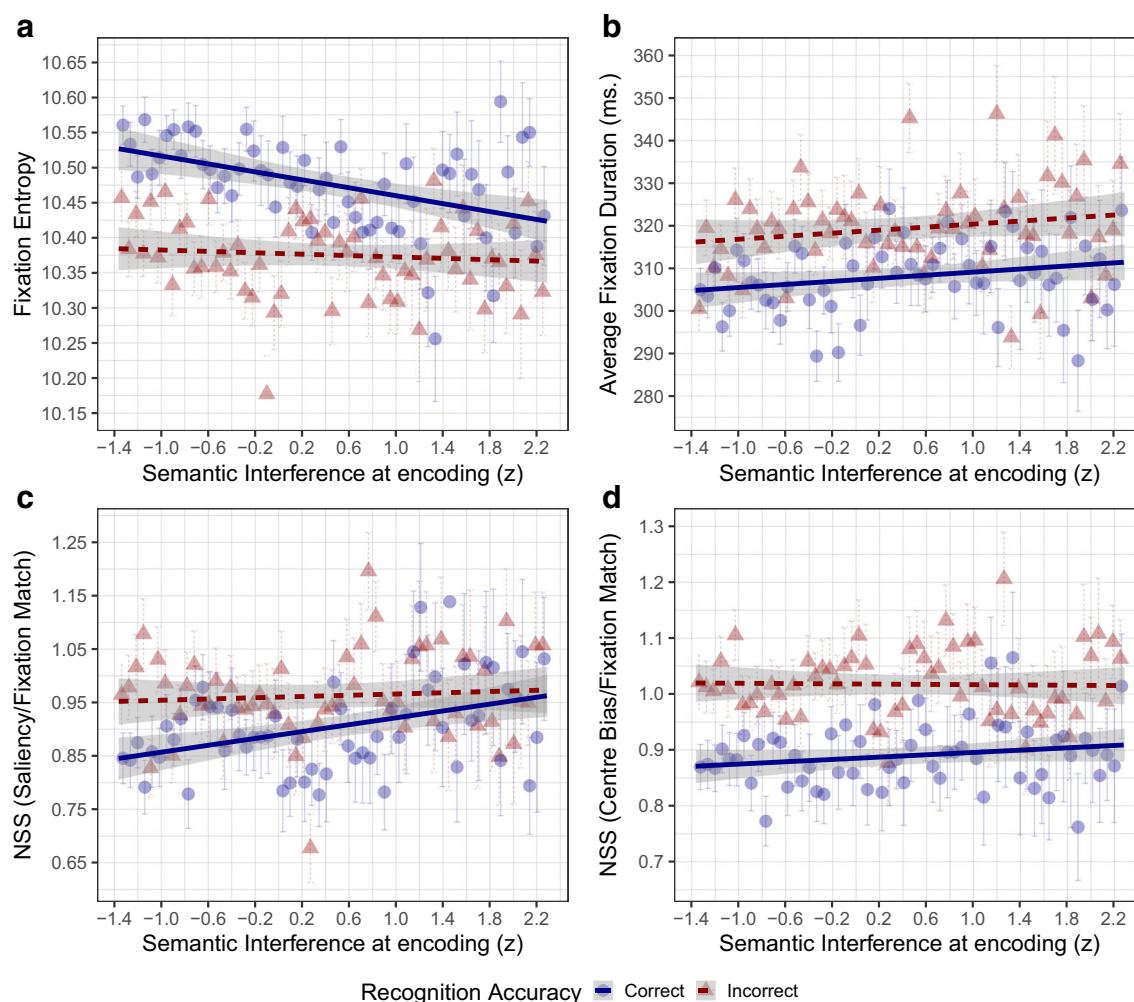 a
Fixation Entropy
10.65
10.60
10.55
10.50
10.45
10.40
10.35
10.30
10.25
10.20
10.15
−1.4 −1.0 −0.6 −0.2 0.2 0.6 1.0 1.4 1.8 2.2
Semantic Interference at encoding (z)
b
Average Fixation Duration (ms.)
360
350
340
330
320
310
300
290
280
−1.4 −1.0 −0.6 −0.2 0.2 0.6 1.0 1.4 1.8 2.2
Semantic Interference at encoding (z)
c
NSS (Saliency/Fixation Match)
1.25
1.15
1.05
0.95
0.85
0.75
0.65
−1.4 −1.0 −0.6 −0.2 0.2 0.6 1.0 1.4 1.8 2.2
Semantic Interference at encoding (z)
d
NSS (Centre Bias/Fixation Match)
1.3
1.2
1.1
1.0
0.9
0.8
0.7
−1.4 −1.0 −0.6 −0.2 0.2 0.6 1.0 1.4 1.8 2.2
Semantic Interference at encoding (z)
Recognition Accuracy Correct Incorrect